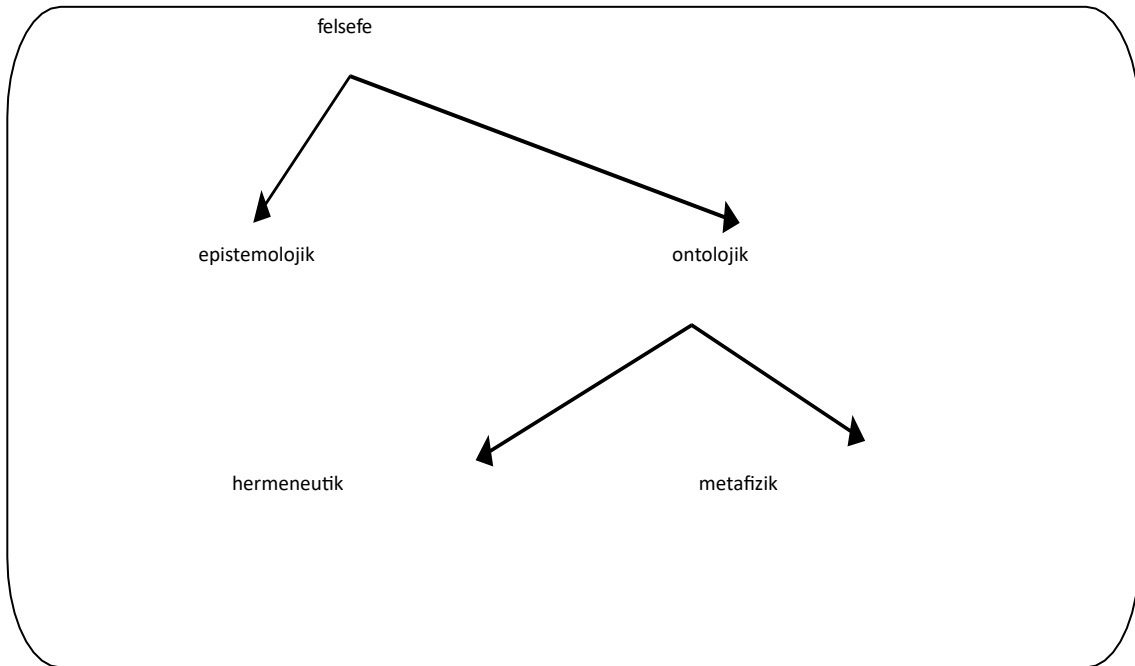 felsefe
epistemolojik
ontolojik
hermeneutik
metafizik